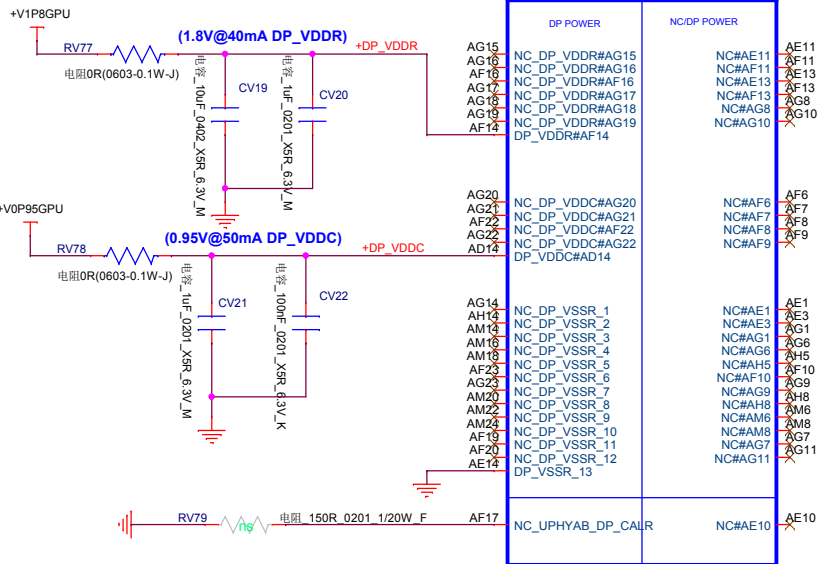 +V1P8GPU
(1.8V@40mA DP_VDDR)
RV77
电阻0R(0603-0.1W-J)
+DP_VDDR
CV19
电容_10uF_0402_X5R_6.3V_M
CV20
电容_1uF_0201_X5R_6.3V_M
+V0P95GPU
(0.95V@50mA DP_VDDC)
RV78
电阻0R(0603-0.1W-J)
+DP_VDDC
CV21
电容_1uF_0201_X5R_6.3V_M
CV22
电容_100nF_0201_X5R_6.3V_K
RV79
ns
电阻_150R_0201_1/20W_F
DP POWER
NC/DP POWER
AG15 NC_DP_VDDR#AG15 NC#AE11 AE11
AG16 NC_DP_VDDR#AG16 NC#AF11 AF11
AF16 NC_DP_VDDR#AF16 NC#AE13 AE13
AG17 NC_DP_VDDR#AG17 NC#AF13 AF13
AG18 NC_DP_VDDR#AG18 NC#AG8 AG8
AG19 NC_DP_VDDR#AG19 NC#AG10 AG10
AF14 DP_VDDR#AF14
AG20 NC_DP_VDDC#AG20 NC#AF6 AF6
AG21 NC_DP_VDDC#AG21 NC#AF7 AF7
AF22 NC_DP_VDDC#AF22 NC#AF8 AF8
AG22 NC_DP_VDDC#AG22 NC#AF9 AF9
AD14 DP_VDDC#AD14
AG14 NC_DP_VSSR_1 NC#AE1 AE1
AH14 NC_DP_VSSR_2 NC#AE3 AE3
AM14 NC_DP_VSSR_3 NC#AG1 AG1
AM16 NC_DP_VSSR_4 NC#AG6 AG6
AM18 NC_DP_VSSR_5 NC#AH5 AH5
AF23 NC_DP_VSSR_6 NC#AF10 AF10
AG23 NC_DP_VSSR_7 NC#AG9 AG9
AM20 NC_DP_VSSR_8 NC#AH8 AH8
AM22 NC_DP_VSSR_9 NC#AM6 AM6
AM24 NC_DP_VSSR_10 NC#AM8 AM8
AF19 NC_DP_VSSR_11 NC#AG7 AG7
AF20 NC_DP_VSSR_12 NC#AG11 AG11
AE14 DP_VSSR_13
AF17 NC_UPHYAB_DP_CALR NC#AE10 AE10